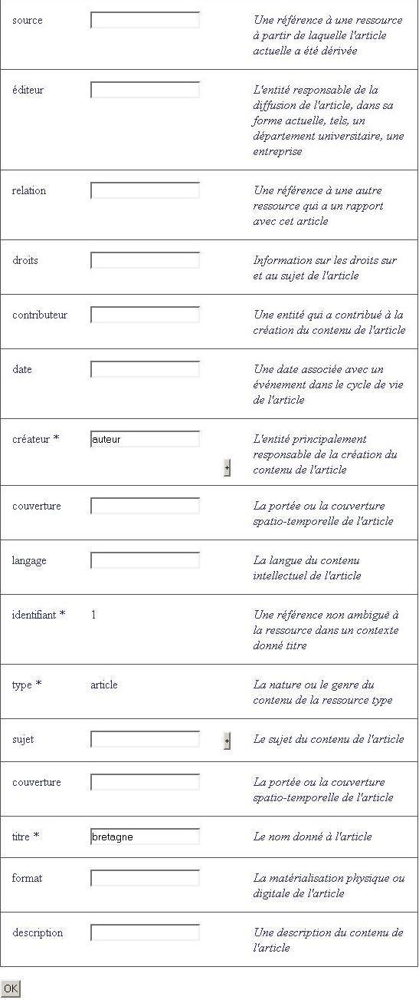 source Une référence à une ressource
à partir de laquelle l'article
actuelle a été dérivée
éditeur L'entité responsable de la
diffusion de l'article, dans sa
forme actuelle, tels, un
département universitaire, une
entreprise
relation Une référence à une autre
ressource qui a un rapport
avec cet article
droits Information sur les droits sur
et au sujet de l'article
contributeur Une entité qui a contribué à la
création du contenu de l'article
date Une date associée avec un
événement dans le cycle de vie
de l'article
créateur * auteur L'entité principalement
responsable de la création du
+ contenu de l'article
couverture La portée ou la couverture
spatio-temporelle de l'article
langage La langue du contenu
intellectuel de l'article
identifiant * 1 Une référence non ambiguë à
la ressource dans un contexte
donné titre
type * article La nature ou le genre du
contenu de la ressource type
sujet + Le sujet du contenu de l'article
couverture La portée ou la couverture
spatio-temporelle de l'article
titre * bretagne Le nom donné à l'article
format La matérialisation physique ou
digitale de l'article
description Une description du contenu de
l'article
OK